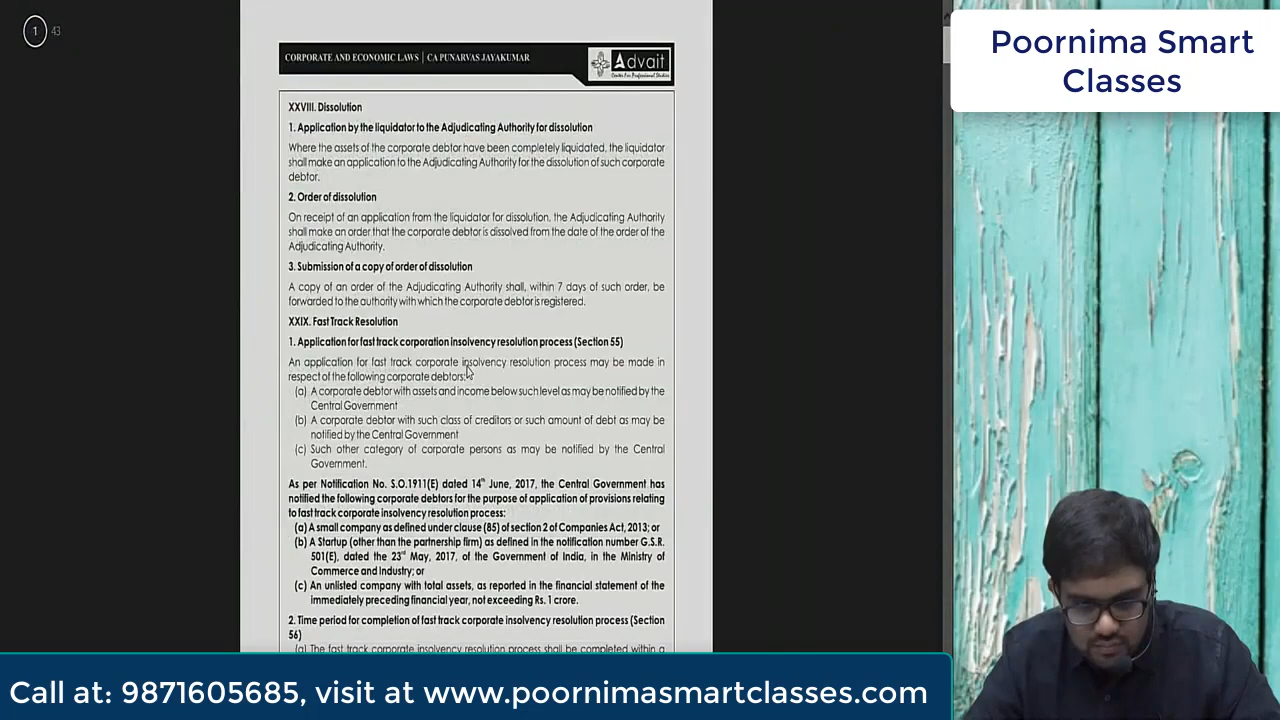 1 43
Poornima Smart
Classes
CORPORATE AND ECONOMIC LAWS | CA PUNARVAS JAYAKUMAR
Advait
Center For Professional Studies
XXVIII. Dissolution
1. Application by the liquidator to the Adjudicating Authority for dissolution
Where the assets of the corporate debtor have been completely liquidated, the liquidator
shall make an application to the Adjudicating Authority for the dissolution of such corporate
debtor.
2. Order of dissolution
On receipt of an application from the liquidator for dissolution, the Adjudicating Authority
shall make an order that the corporate debtor is dissolved from the date of the order of the
Adjudicating Authority.
3. Submission of a copy of order of dissolution
A copy of an order of the Adjudicating Authority shall, within 7 days of such order, be
forwarded to the authority with which the corporate debtor is registered.
XXIX. Fast Track Resolution
1. Application for fast track corporation insolvency resolution process (Section 55)
An application for fast track corporate insolvency resolution process may be made in
respect of the following corporate debtors:
(a) A corporate debtor with assets and income below such level as may be notified by the
Central Government
(b) A corporate debtor with such class of creditors or such amount of debt as may be
notified by the Central Government
(c) Such other category of corporate persons as may be notified by the Central
Government.
As per Notification No. S.O.1911(E) dated 14th June, 2017, the Central Government has
notified the following corporate debtors for the purpose of application of provisions relating
to fast track corporate insolvency resolution process:
(a) A small company as defined under clause (85) of section 2 of Companies Act, 2013; or
(b) A Startup (other than the partnership firm) as defined in the notification number G.S.R.
501(E), dated the 23rd May, 2017, of the Government of India, in the Ministry of
Commerce and Industry; or
(c) An unlisted company with total assets, as reported in the financial statement of the
immediately preceding financial year, not exceeding Rs. 1 crore.
2. Time period for completion of fast track corporate insolvency resolution process (Section
56)
(a) The fast track corporate insolvency resolution process shall be completed within a
Call at: 9871605685, visit at www.poornimasmartclasses.com